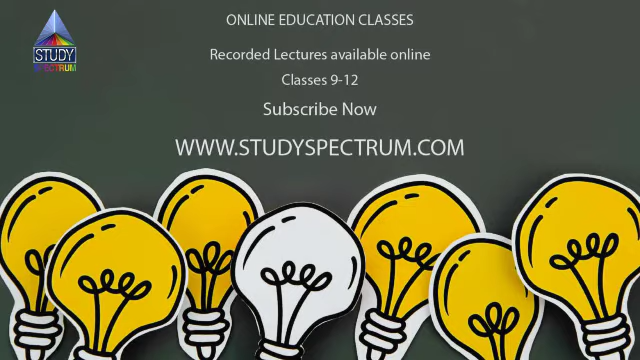 ONLINE EDUCATION CLASSES
Recorded Lectures available online
Classes 9-12
Subscribe Now
WWW.STUDYSPECTRUM.COM
STUDY
SPECTRUM